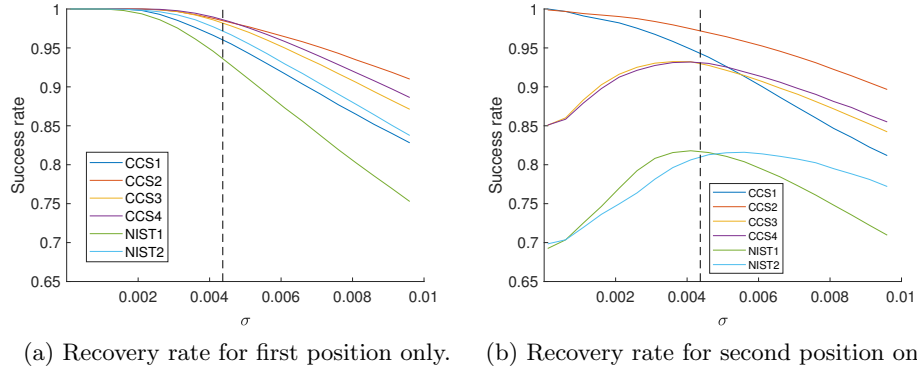 1
0.95
0.9
0.85
0.8
0.75
0.7
0.65
Success rate
CCS1
CCS2
CCS3
CCS4
NIST1
NIST2
0.002 0.004 0.006 0.008 0.01
σ
(a) Recovery rate for first position only.
1
0.95
0.9
0.85
0.8
0.75
0.7
0.65
Success rate
CCS1
CCS2
CCS3
CCS4
NIST1
NIST2
0.002 0.004 0.006 0.008 0.01
σ
(b) Recovery rate for second position on